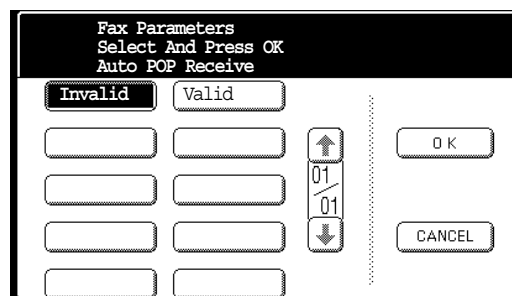 Fax Parameters
Select And Press OK
Auto POP Receive
Invalid Valid
OK
01
01
CANCEL